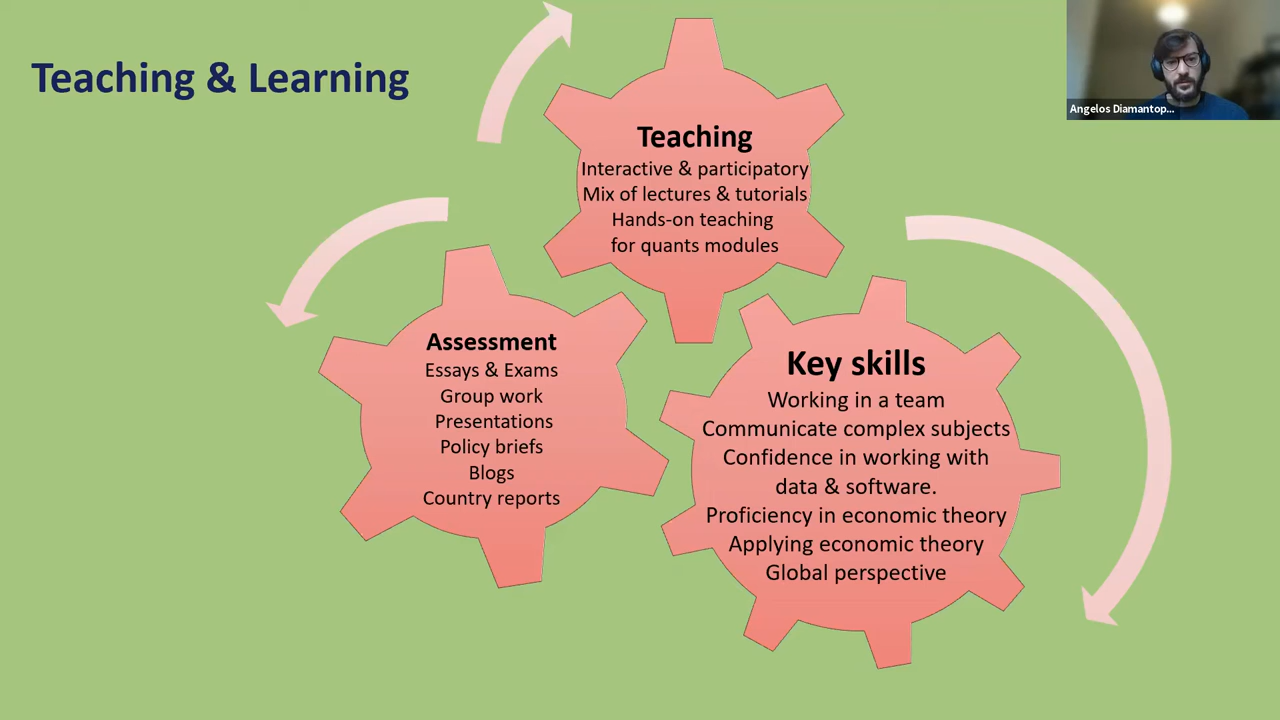 Teaching & Learning
Angelos Diamantop...
Teaching
Interactive & participatory
Mix of lectures & tutorials
Hands-on teaching
for quants modules
Assessment
Essays & Exams
Group work
Presentations
Policy briefs
Blogs
Country reports
Key skills
Working in a team
Communicate complex subjects
Confidence in working with
data & software.
Proficiency in economic theory
Applying economic theory
Global perspective